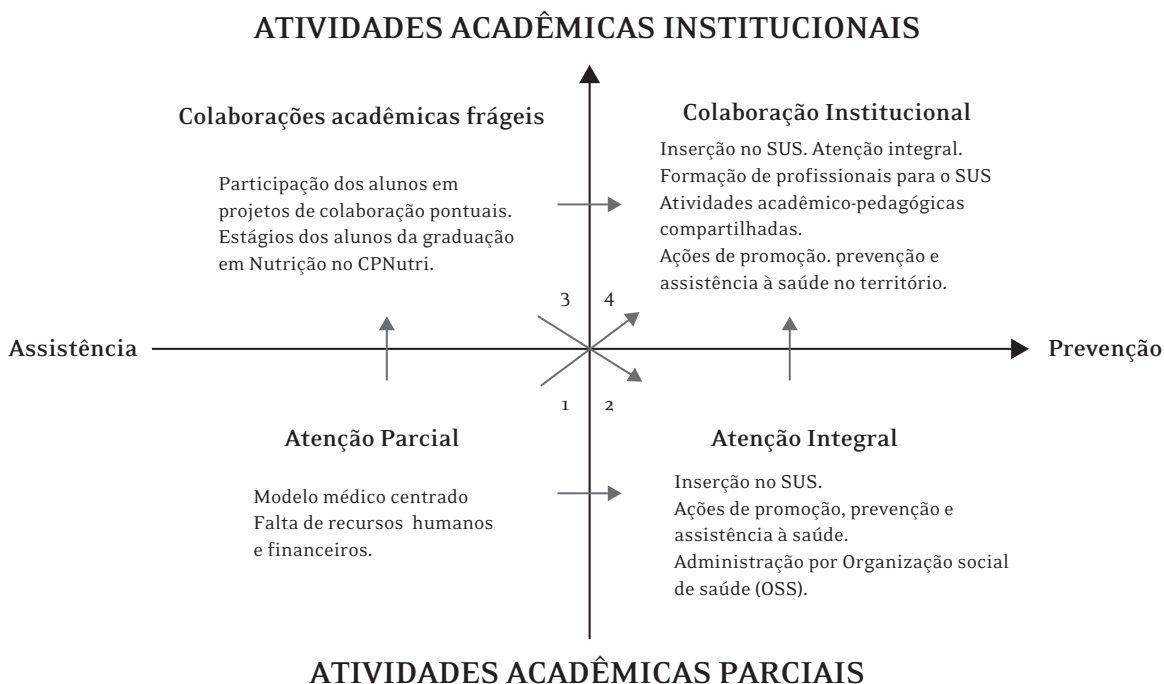 ATIVIDADES ACADÊMICAS INSTITUCIONAIS
Colaborações acadêmicas frágeis
Participação dos alunos em
projetos de colaboração pontuais.
Estágios dos alunos da graduação
em Nutrição no CPNutri.
Colaboração Institucional
Inserção no SUS. Atenção integral.
Formação de profissionais para o SUS
Atividades acadêmico-pedagógicas
compartilhadas.
Ações de promoção. prevenção e
assistência à saúde no território.
3 4
Assistência
Prevenção
1 2
Atenção Parcial
Modelo médico centrado
Falta de recursos humanos
e financeiros.
Atenção Integral
Inserção no SUS.
Ações de promoção, prevenção e
assistência à saúde.
Administração por Organização social
de saúde (OSS).
ATIVIDADES ACADÊMICAS PARCIAIS